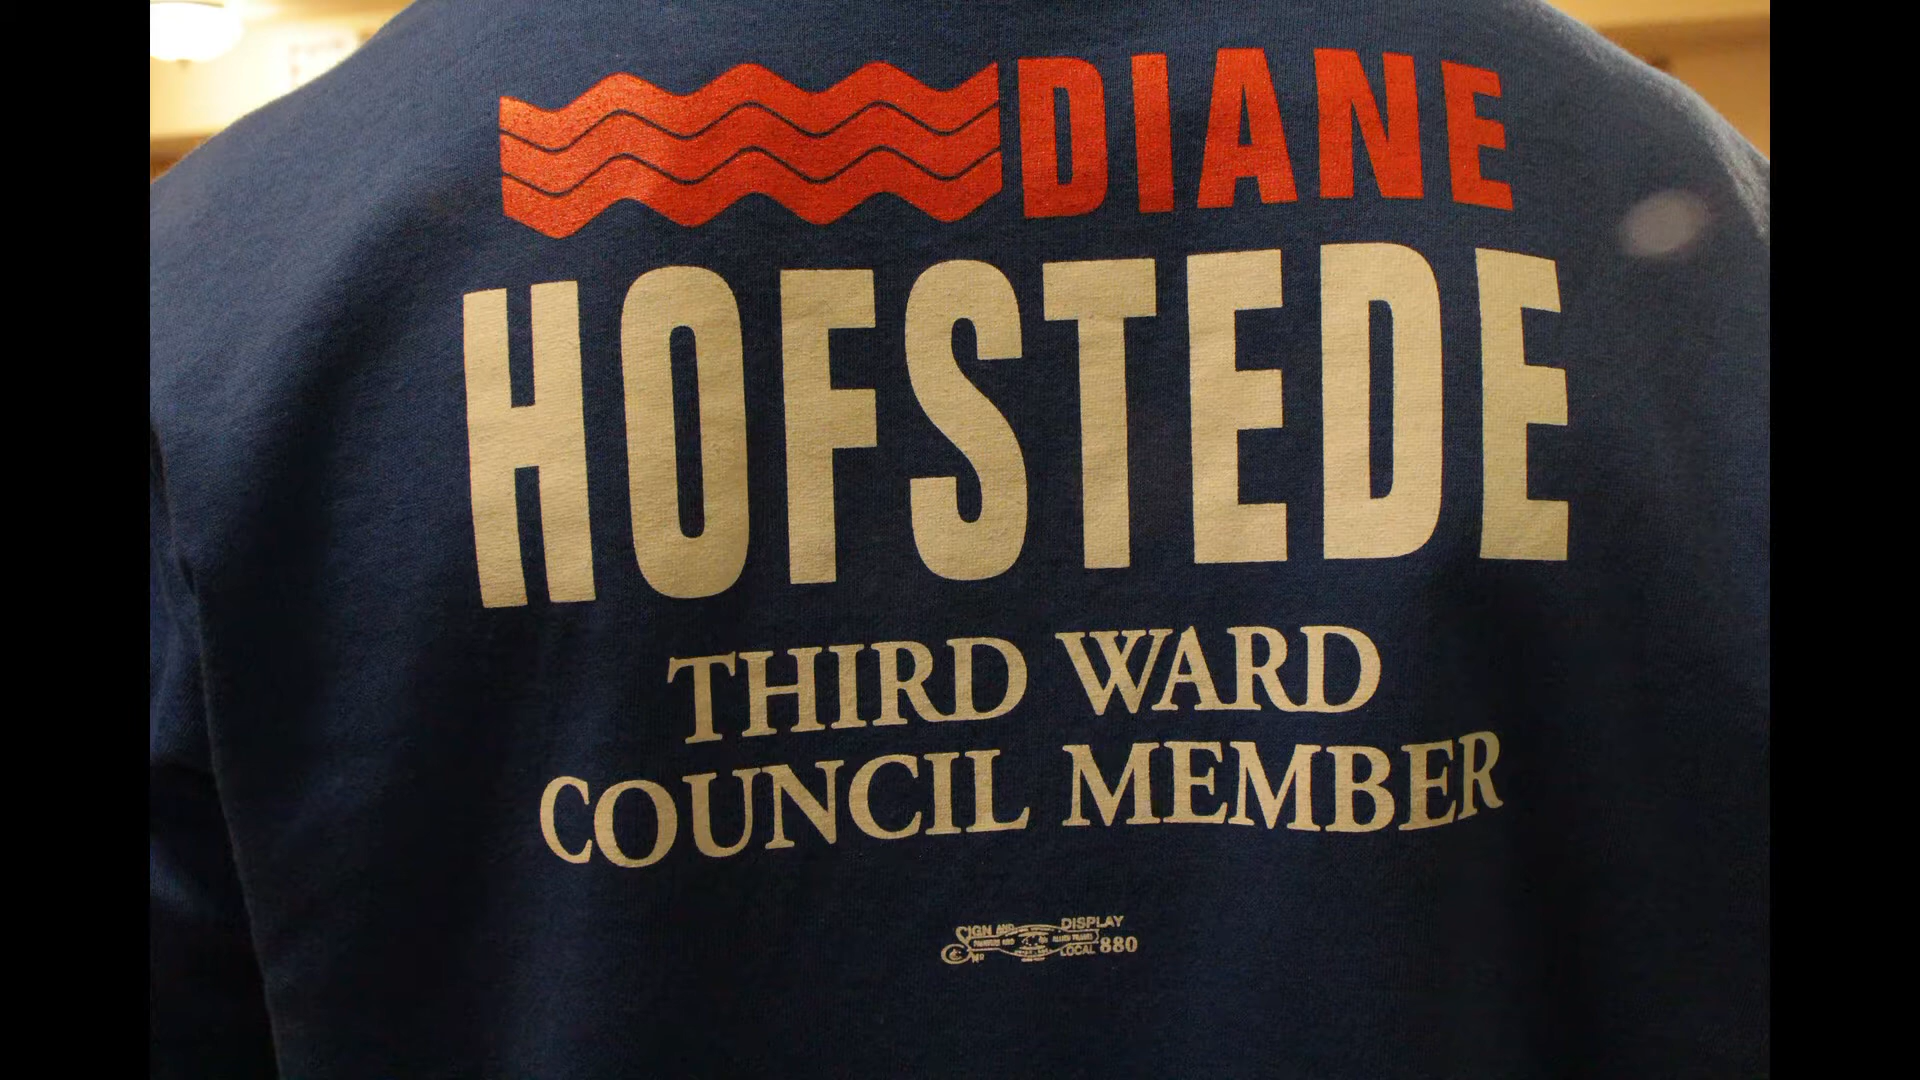 DIANE
HOFSTEDE
THIRD WARD
COUNCIL MEMBER
SIGN AND DISPLAY
LOCAL 880